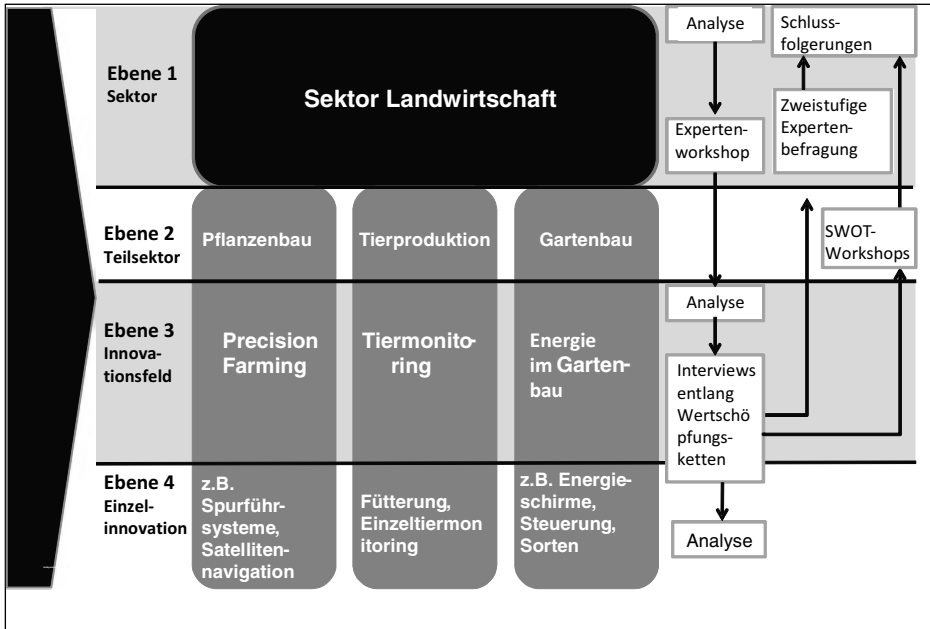 Ebene 1
Sektor
Sektor Landwirtschaft
Analyse
Experten-
workshop
Schluss-
folgerungen
Zweistufige
Experten-
befragung
Ebene 2
Teilsektor
Pflanzenbau
Tierproduktion
Gartenbau
SWOT-
Workshops
Ebene 3
Innova-
tionsfeld
Precision
Farming
Tiermonito-
ring
Energie
im Garten-
bau
Analyse
Interviews
entlang
Wertschö
pfungs-
ketten
Ebene 4
Einzel-
innovation
z.B.
Spurführ-
systeme,
Satelliten-
navigation
Fütterung,
Einzeltiermon
itoring
z.B. Energie-
schirme,
Steuerung,
Sorten
Analyse